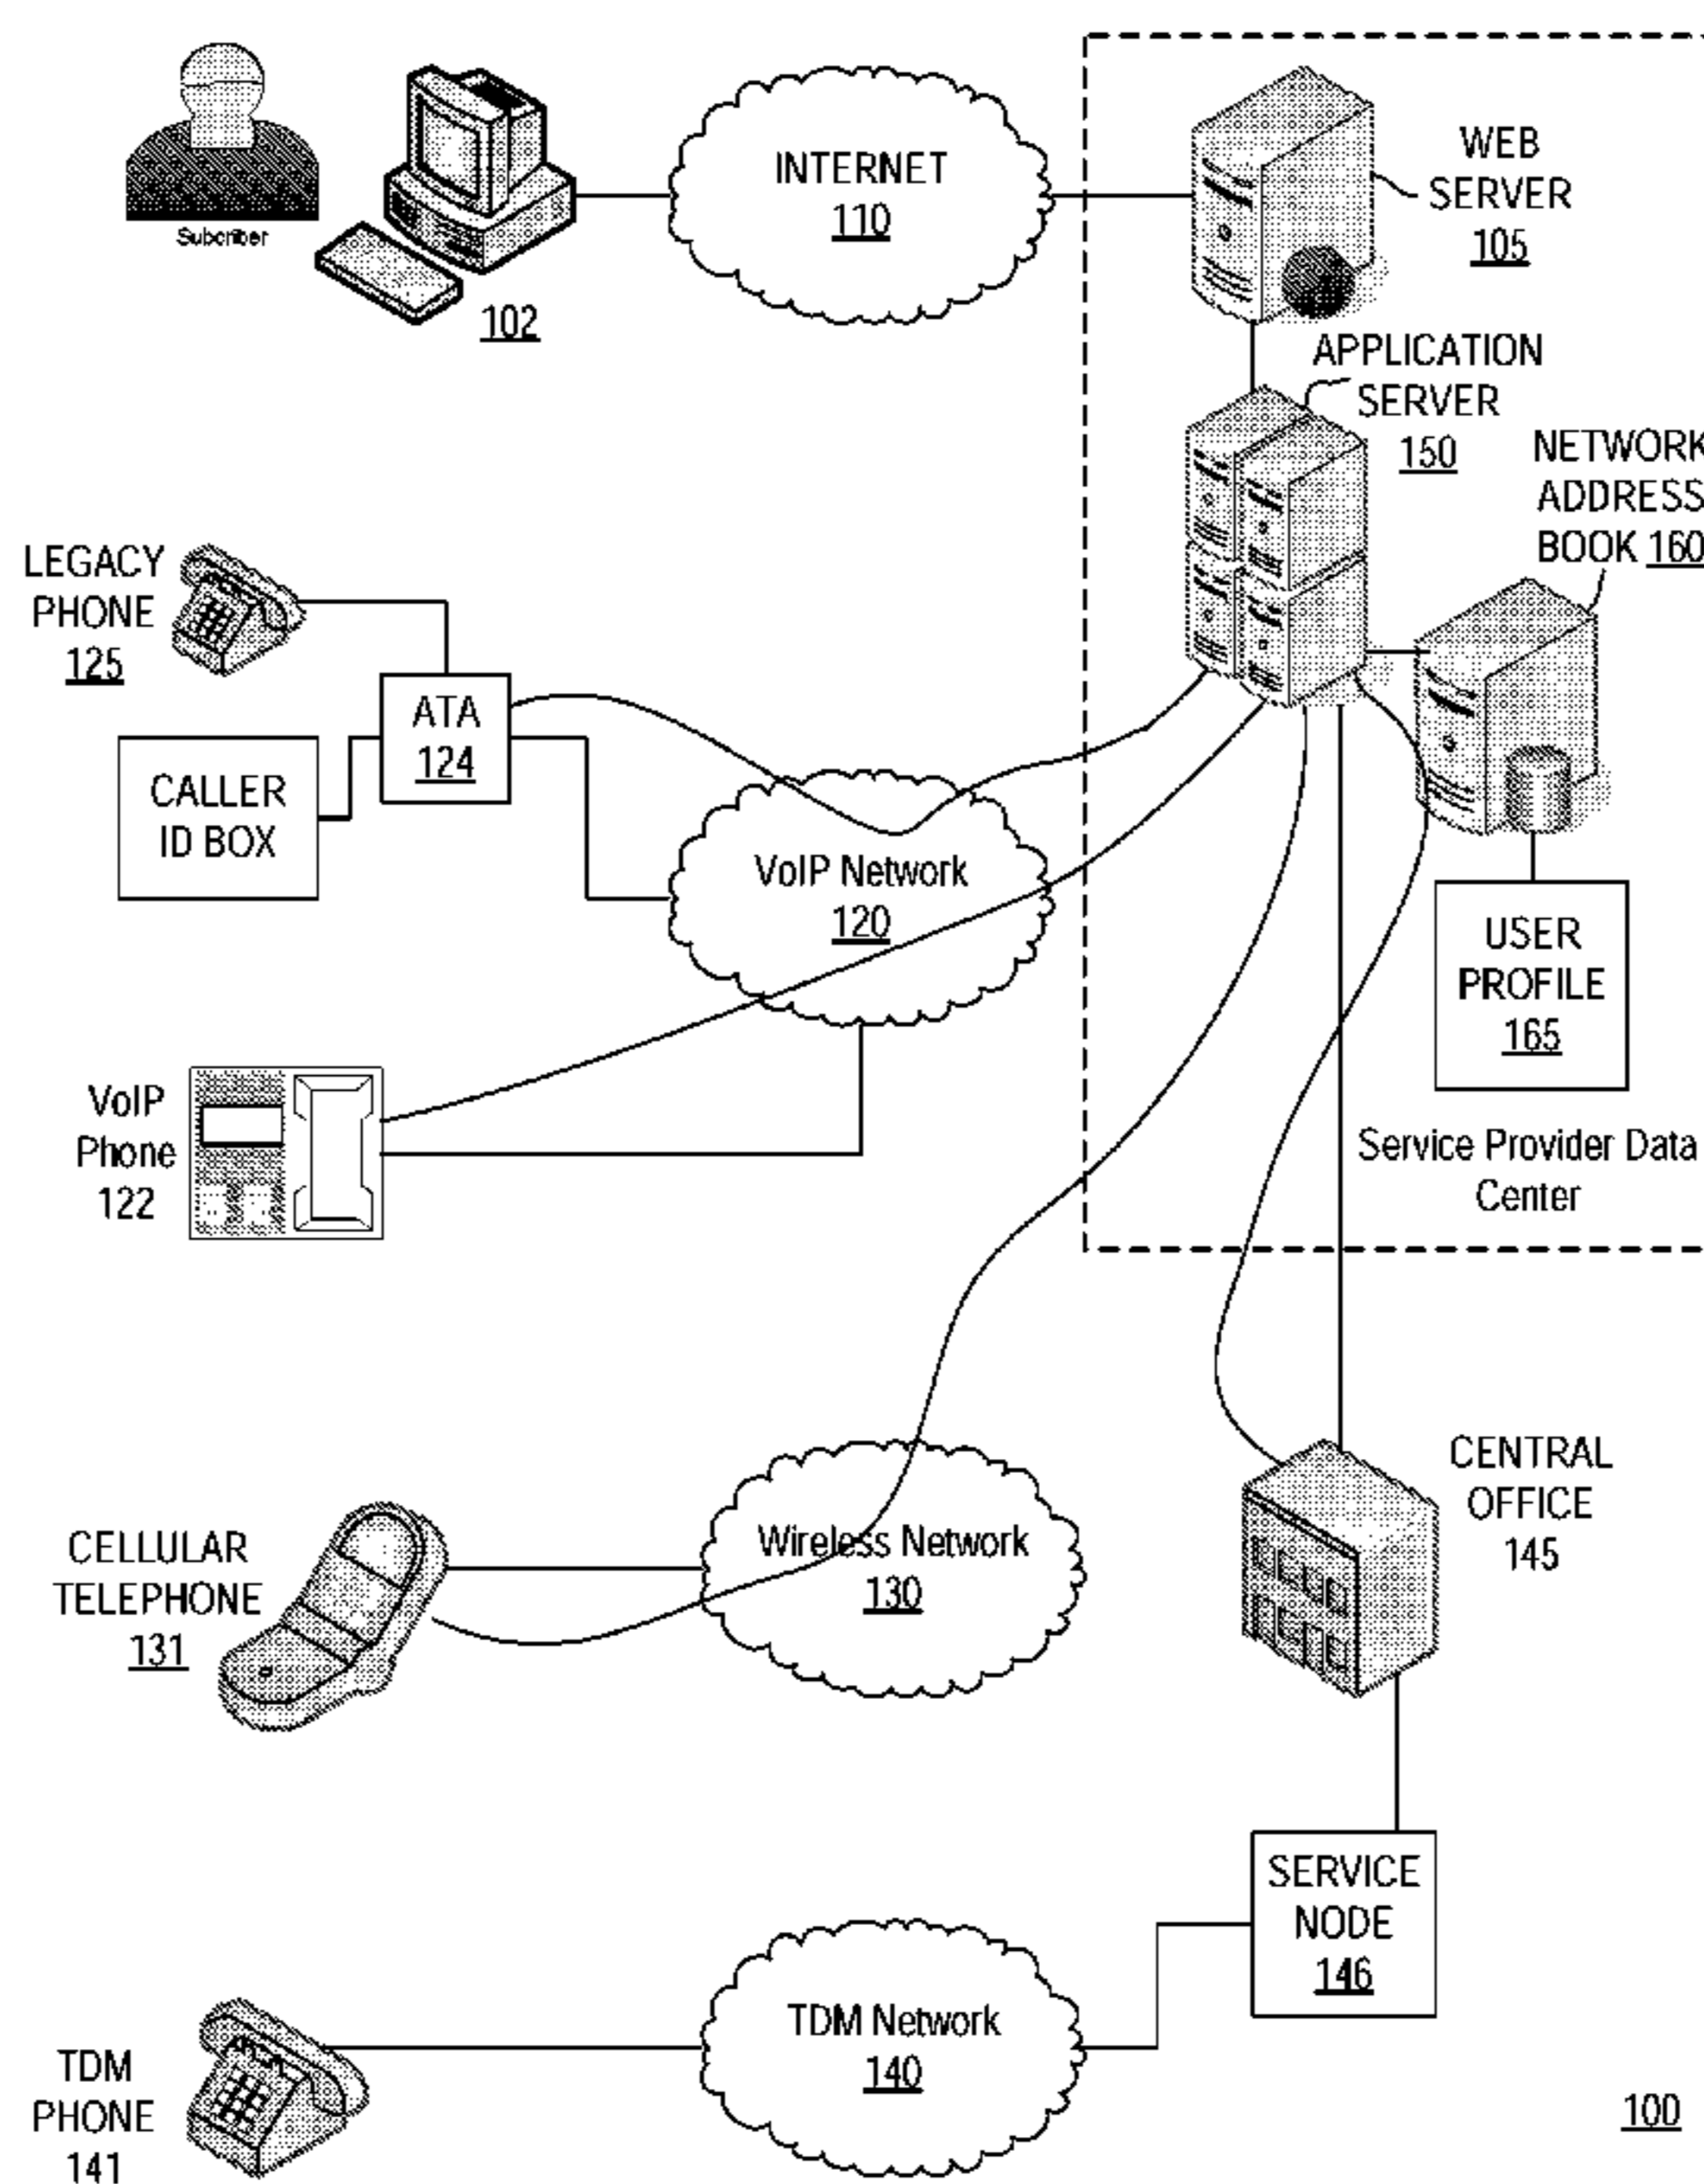 Subcriber
102
INTERNET
110
WEB
SERVER
105
APPLICATION
SERVER
150
NETWORK
ADDRESS
BOOK 160
LEGACY
PHONE
125
ATA
124
CALLER
ID BOX
VoIP Network
120
USER
PROFILE
165
VoIP
Phone
122
Service Provider Data
Center
CENTRAL
OFFICE
145
CELLULAR
TELEPHONE
131
Wireless Network
130
SERVICE
NODE
146
TDM Network
140
TDM
PHONE
141
100